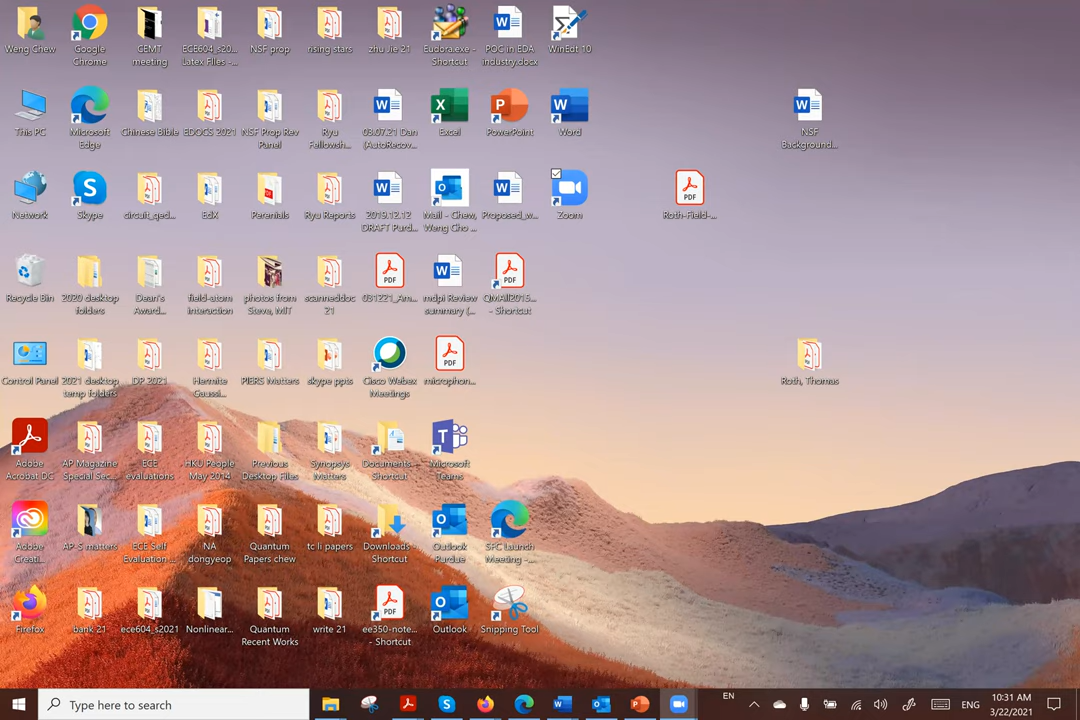 Weng Chew
Google
Chrome
CEMT
meeting
ECE604_s20...
Latex FIles -...
NSF prop
rising stars
zhu Jie 21
Eudora.exe -
Shortcut
POC in EDA
industry.docx
WinEdt 10
This PC
Microsoft
Edge
Chinese Bible
EDOCS 2021
NSF Prop Rev
Panel
Ryu
Fellowsh...
03.07.21 Dan
(AutoRecov...
Excel
PowerPoint
Word
NSF
Background...
Network
Skype
circuit_qed...
EdX
Perenials
Ryu Reports
2019.12.12
DRAFT Purd...
Mail - Chew,
Weng Cho ...
Proposed_w...
Zoom
PDF
Roth-Field-...
Recycle Bin
2020 desktop
folders
Dean's
Award...
field-atom
interaction
photos from
Steve, MIT
scanneddoc
21
PDF
031221_Am...
mdpi Review
summary (...
PDF
QMAll2015...
- Shortcut
Control Panel
2021 desktop
temp folders
IDP 2021
Hermite
Gaussi...
PIERS Matters
skype ppts
Cisco Webex
Meetings
PDF
microphon...
Roth, Thomas
Adobe
Acrobat DC
AP Magazine
Special Sec...
ECE
evaluations
HKU People
May 2014
Previous
Desktop Files
Synopsys
Matters
Documents -
Shortcut
Microsoft
Teams
Adobe
Creati...
AP-S matters
ECE Self
Evaluation ...
NA
dongyeop
Quantum
Papers chew
tc li papers
Downloads -
Shortcut
Outlook
Purdue
SFC Launch
Meeting -...
Firefox
bank 21
ece604_s2021
Nonlinear...
Quantum
Recent Works
write 21
PDF
ee350-note...
- Shortcut
Outlook
Snipping Tool
Type here to search
EN
ENG
10:31 AM
3/22/2021